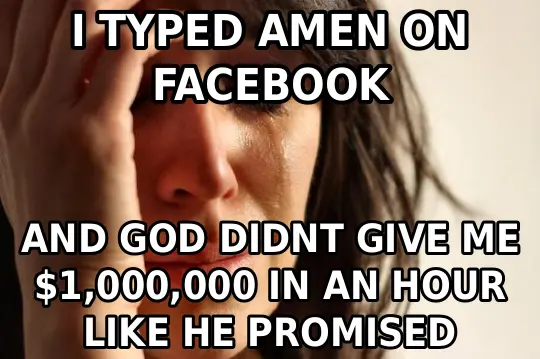 I TYPED AMEN ON
FACEBOOK
AND GOD DIDNT GIVE ME
$1,000,000 IN AN HOUR
LIKE HE PROMISED